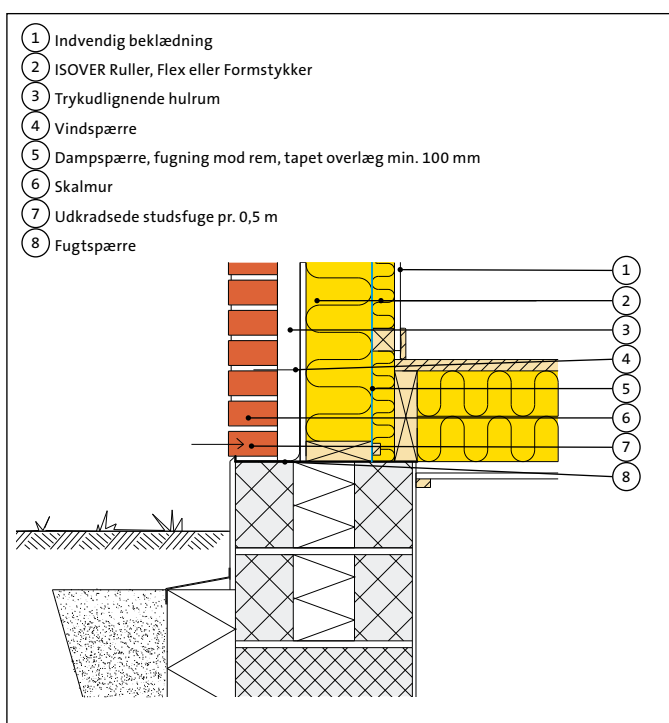 1 Indvendig beklædning
2 ISOVER Ruller, Flex eller Formstykker
3 Trykudlignende hulrum
4 Vindspærre
5 Dampspærre, fugning mod rem, tapet overlæg min. 100 mm
6 Skalmur
7 Udkradsede studsfuge pr. 0,5 m
8 Fugtspærre
1
2
3
4
5
6
7
8